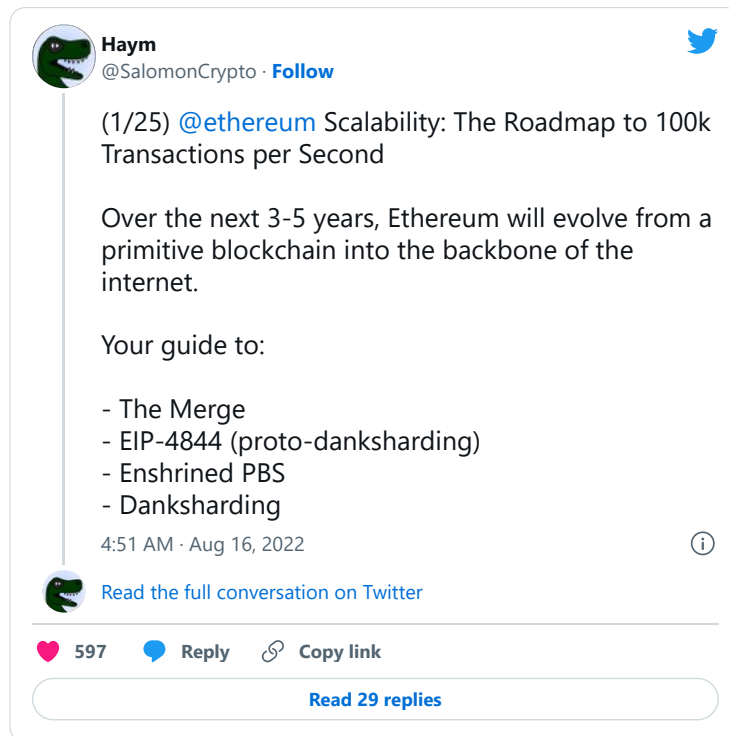 Haym
@SalomonCrypto · Follow
(1/25) @ethereum Scalability: The Roadmap to 100k
Transactions per Second
Over the next 3-5 years, Ethereum will evolve from a
primitive blockchain into the backbone of the
internet.
Your guide to:
- The Merge
- EIP-4844 (proto-danksharding)
- Enshrined PBS
- Danksharding
4:51 AM · Aug 16, 2022
Read the full conversation on Twitter
597 Reply Copy link
Read 29 replies